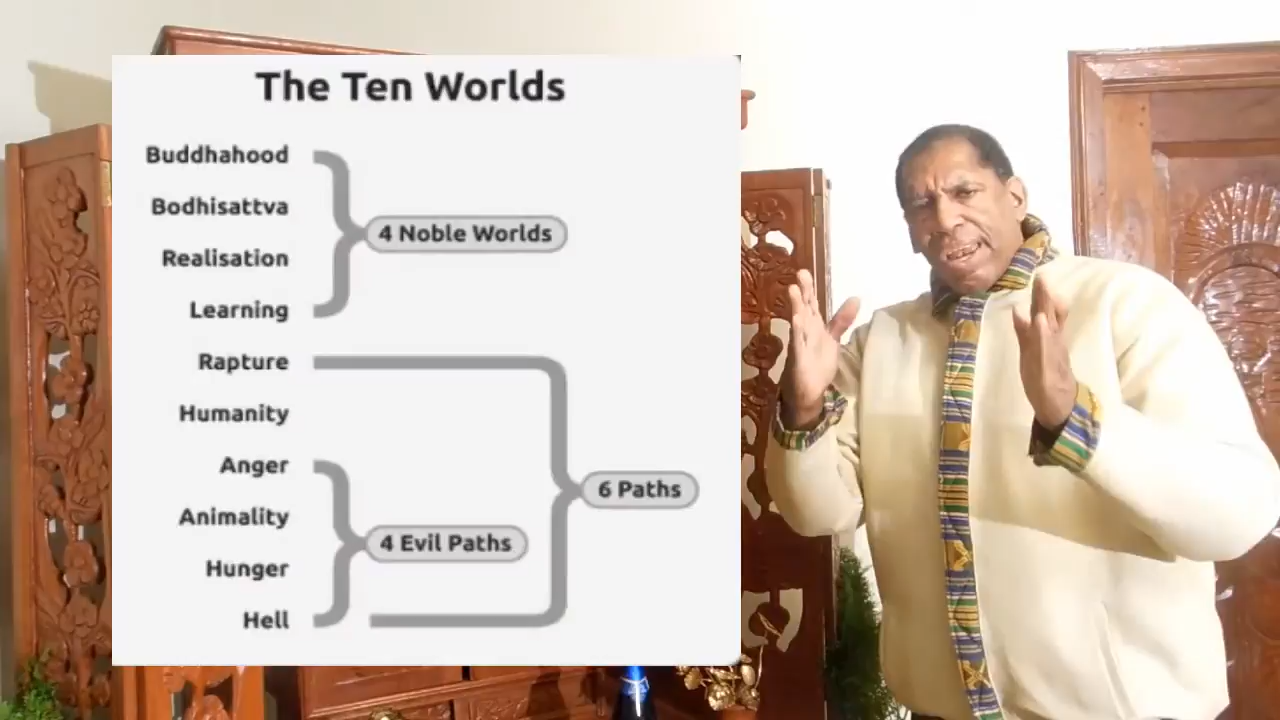 The Ten Worlds
Buddhahood
Bodhisattva
4 Noble Worlds
Realisation
Learning
Rapture
Humanity
Anger
6 Paths
Animality
4 Evil Paths
Hunger
Hell